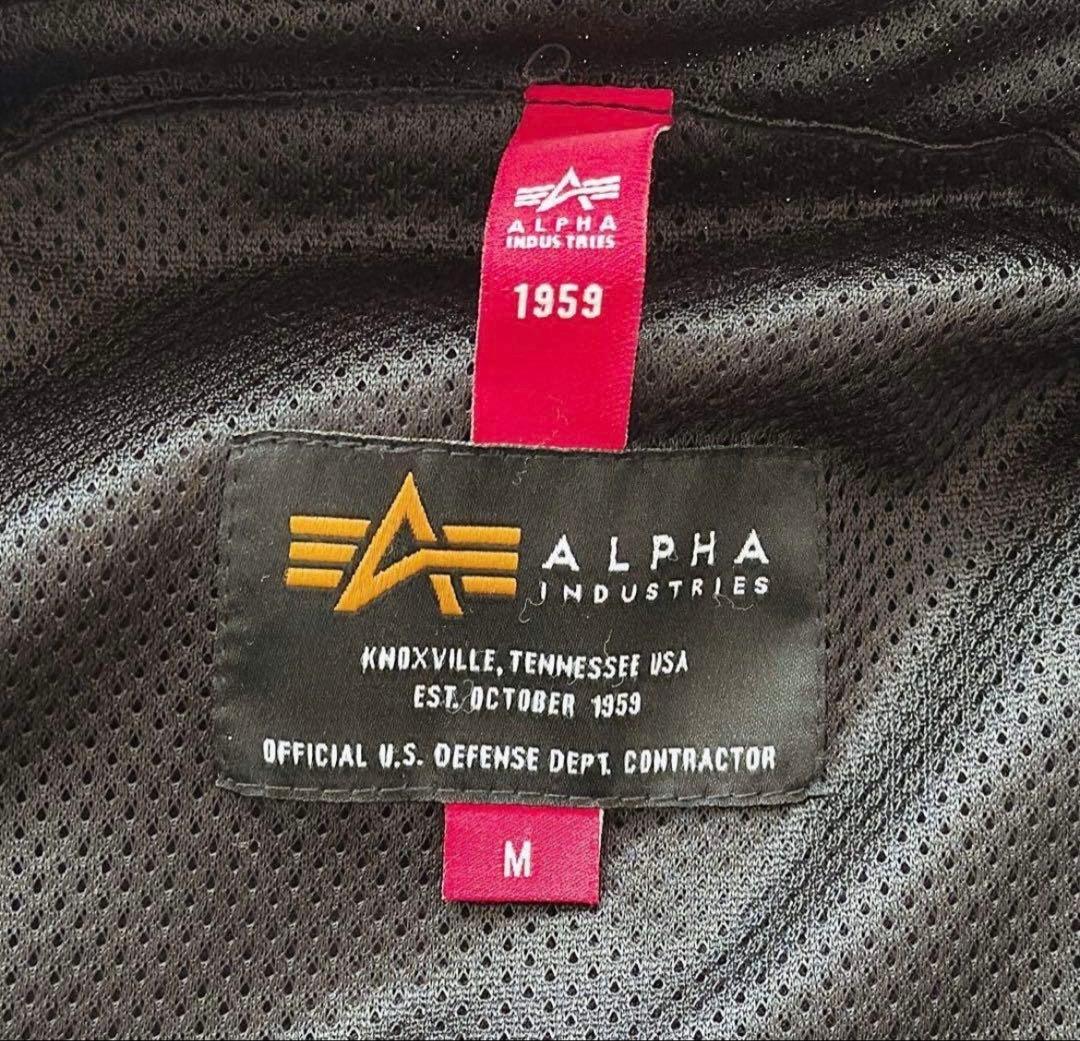 ALPHA
INDUSTRIES
1959
ALPHA
INDUSTRIES
KNOXVILLE, TENNESSEE USA
EST. OCTOBER 1959
OFFICIAL U.S. DEFENSE DEPT. CONTRACTOR
M